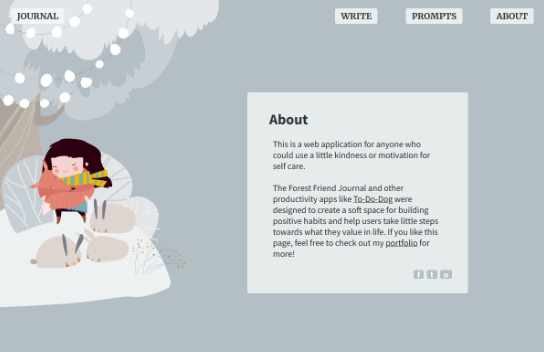 JOURNAL
WRITE
PROMPTS
ABOUT
About
This is a web application for anyone who
could use a little kindness or motivation for
self care.
The Forest Friend Journal and other
productivity apps like To-Do-Dog were
designed to create a soft space for building
positive habits and help users take little steps
towards what they value in life. If you like this
page, feel free to check out my portfolio for
more!